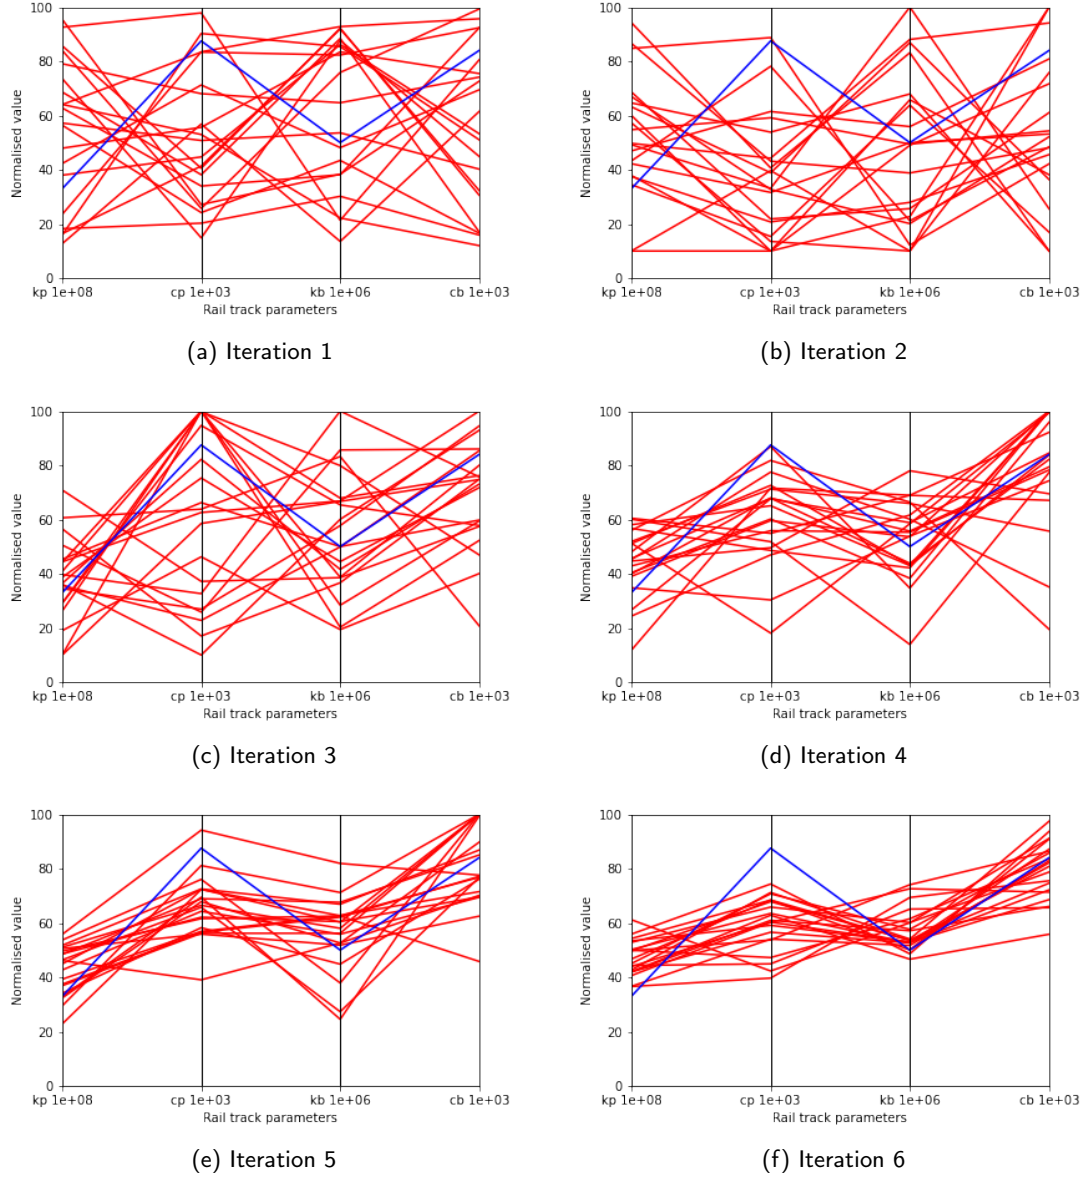 100
80
60
40
20
0
Normalised value
kp 1e+08 cp 1e+03 kb 1e+06 cb 1e+03
Rail track parameters
(a) Iteration 1
100
80
60
40
20
0
Normalised value
kp 1e+08 cp 1e+03 kb 1e+06 cb 1e+03
Rail track parameters
(b) Iteration 2
100
80
60
40
20
0
Normalised value
kp 1e+08 cp 1e+03 kb 1e+06 cb 1e+03
Rail track parameters
(c) Iteration 3
100
80
60
40
20
0
Normalised value
kp 1e+08 cp 1e+03 kb 1e+06 cb 1e+03
Rail track parameters
(d) Iteration 4
100
80
60
40
20
0
Normalised value
kp 1e+08 cp 1e+03 kb 1e+06 cb 1e+03
Rail track parameters
(e) Iteration 5
100
80
60
40
20
0
Normalised value
kp 1e+08 cp 1e+03 kb 1e+06 cb 1e+03
Rail track parameters
(f) Iteration 6